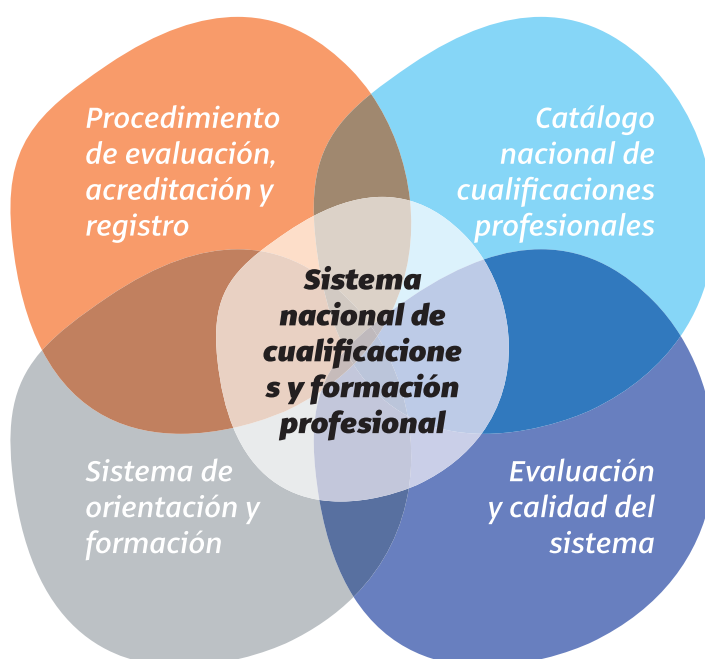 Procedimiento
de evaluación,
acreditación y
registro
Catálogo
nacional de
cualificaciones
profesionales
Sistema
nacional de
cualificacione
s y formación
profesional
Sistema de
orientación y
formación
Evaluación
y calidad del
sistema